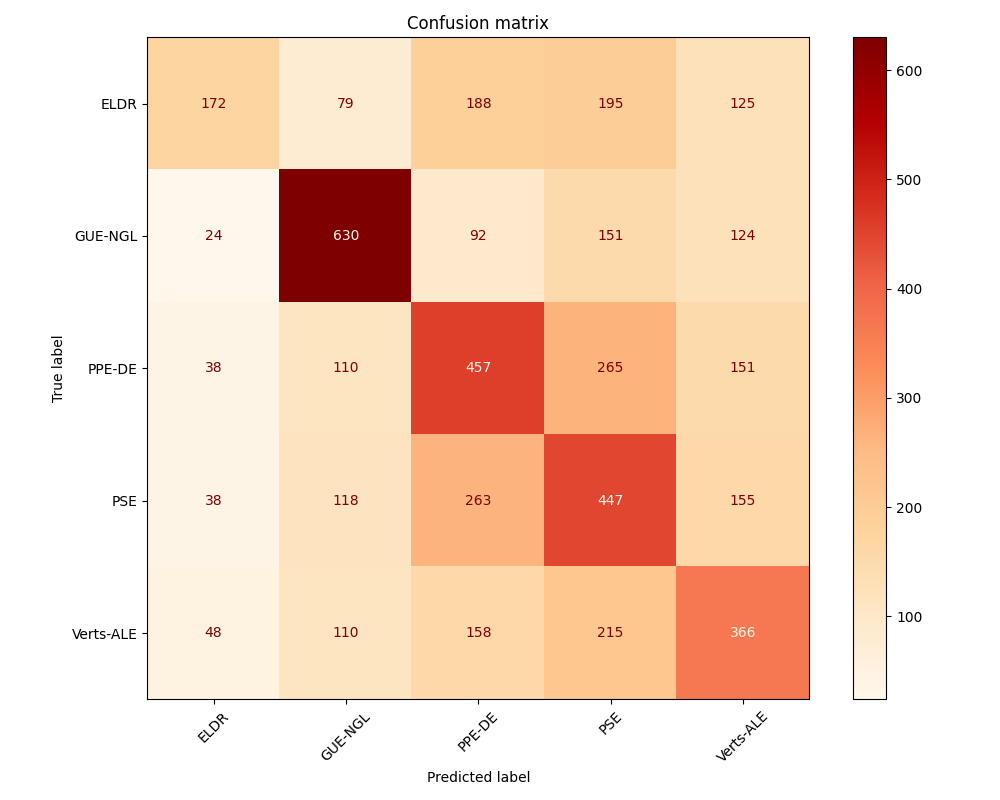 Confusion matrix
ELDR 172 79 188 195 125
GUE-NGL 24 630 92 151 124
PPE-DE 38 110 457 265 151
PSE 38 118 263 447 155
Verts-ALE 48 110 158 215 366
ELDR GUE-NGL PPE-DE PSE Verts-ALE
Predicted label
True label
600
500
400
300
200
100